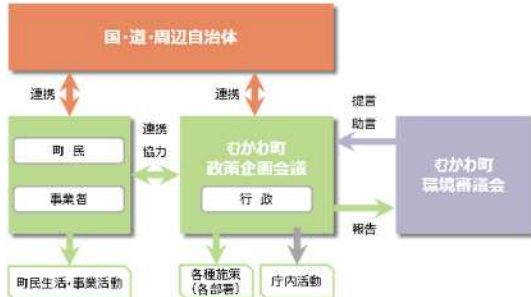 国・道・周辺自治体
連携
連携
提言
助言
町 民
事業者
連携
協力
むかわ町
政策企画会議
行 政
むかわ町
環境審議会
報告
町民生活・事業活動
各種施策
(各部署)
庁内活動